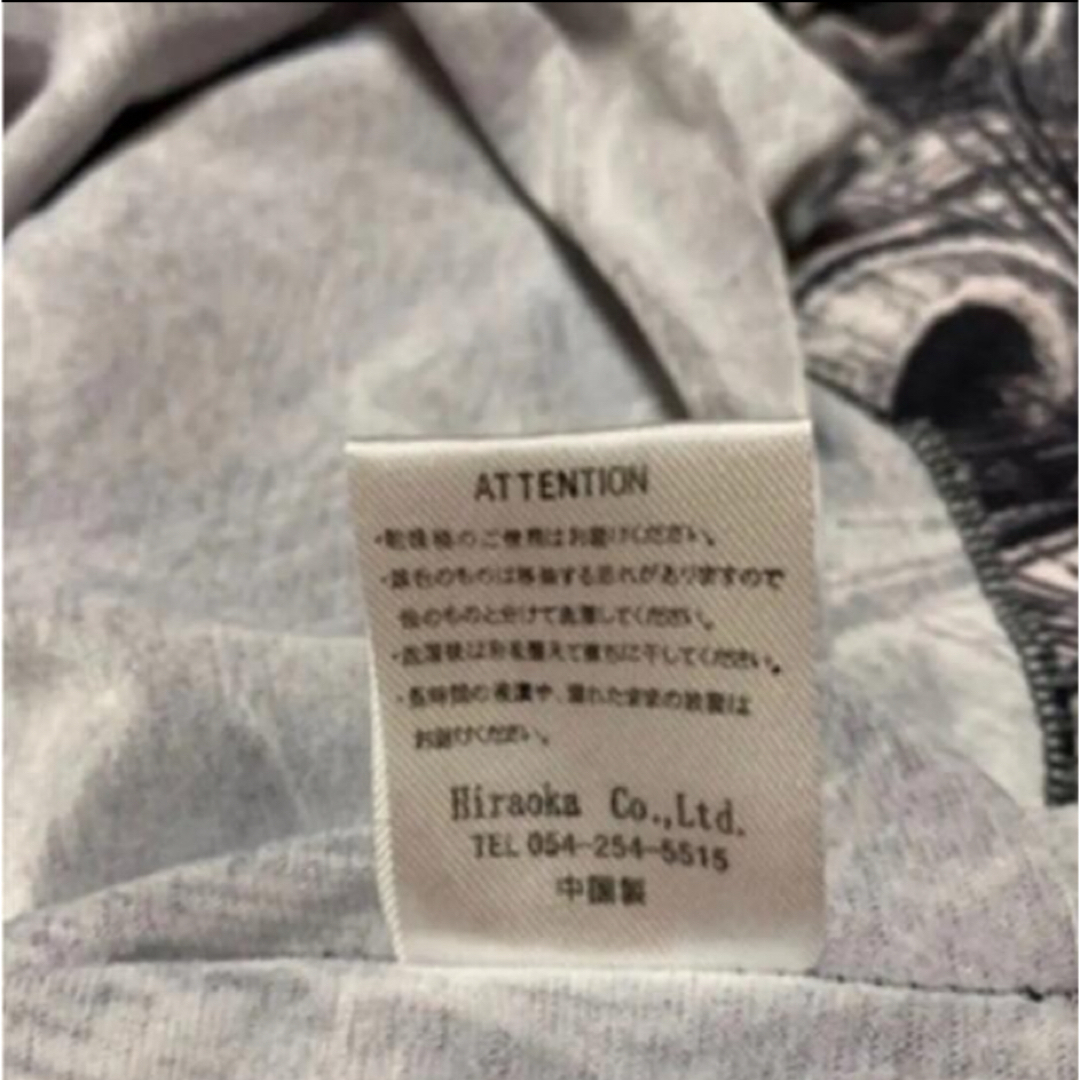 ATTENTION
・乾燥機のご使用はお避けください。
・濃色のものは移染する恐れがありますので
他のものと分けて洗濯してください。
・洗濯後は形を整えて直ちに干してください。
・長時間の浸漬や、濡れたままの放置は
お避けください。
Hiraoka Co.,Ltd.
TEL 054-254-5515
中国製